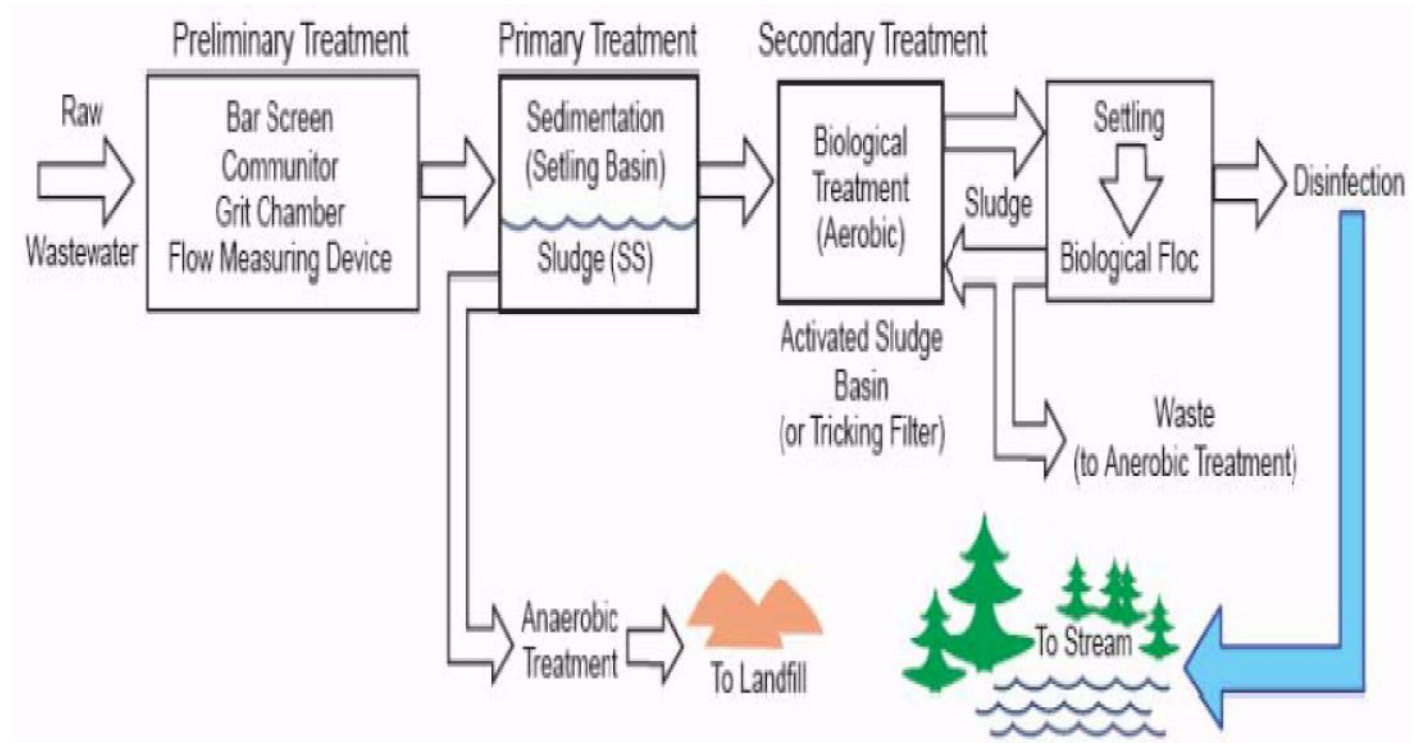 Preliminary Treatment
Primary Treatment
Secondary Treatment
Raw
Wastewater
Bar Screen
Communitor
Grit Chamber
Flow Measuring Device
Sedimentation
(Setling Basin)
Sludge (SS)
Biological
Treatment
(Aerobic)
Activated Sludge
Basin
(or Tricking Filter)
Sludge
Settling
Biological Floc
Disinfection
Waste
(to Anerobic Treatment)
Anaerobic
Treatment
To Landfill
To Stream